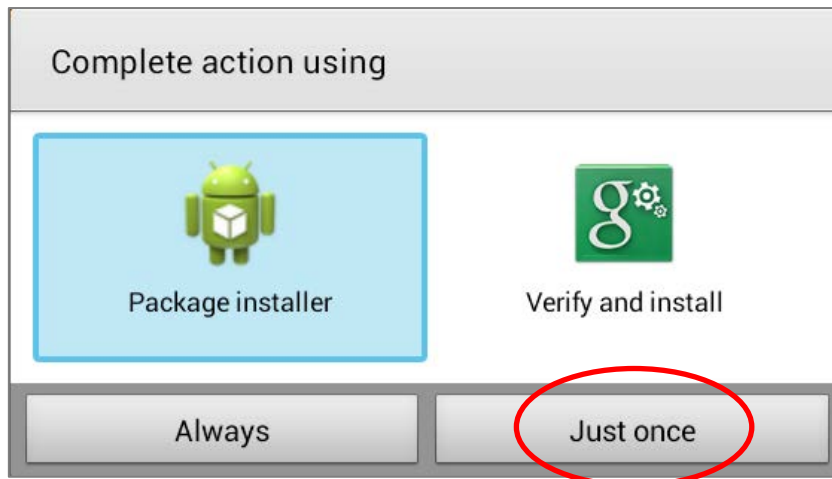 Complete action using
Package installer
Verify and install
Always
Just once